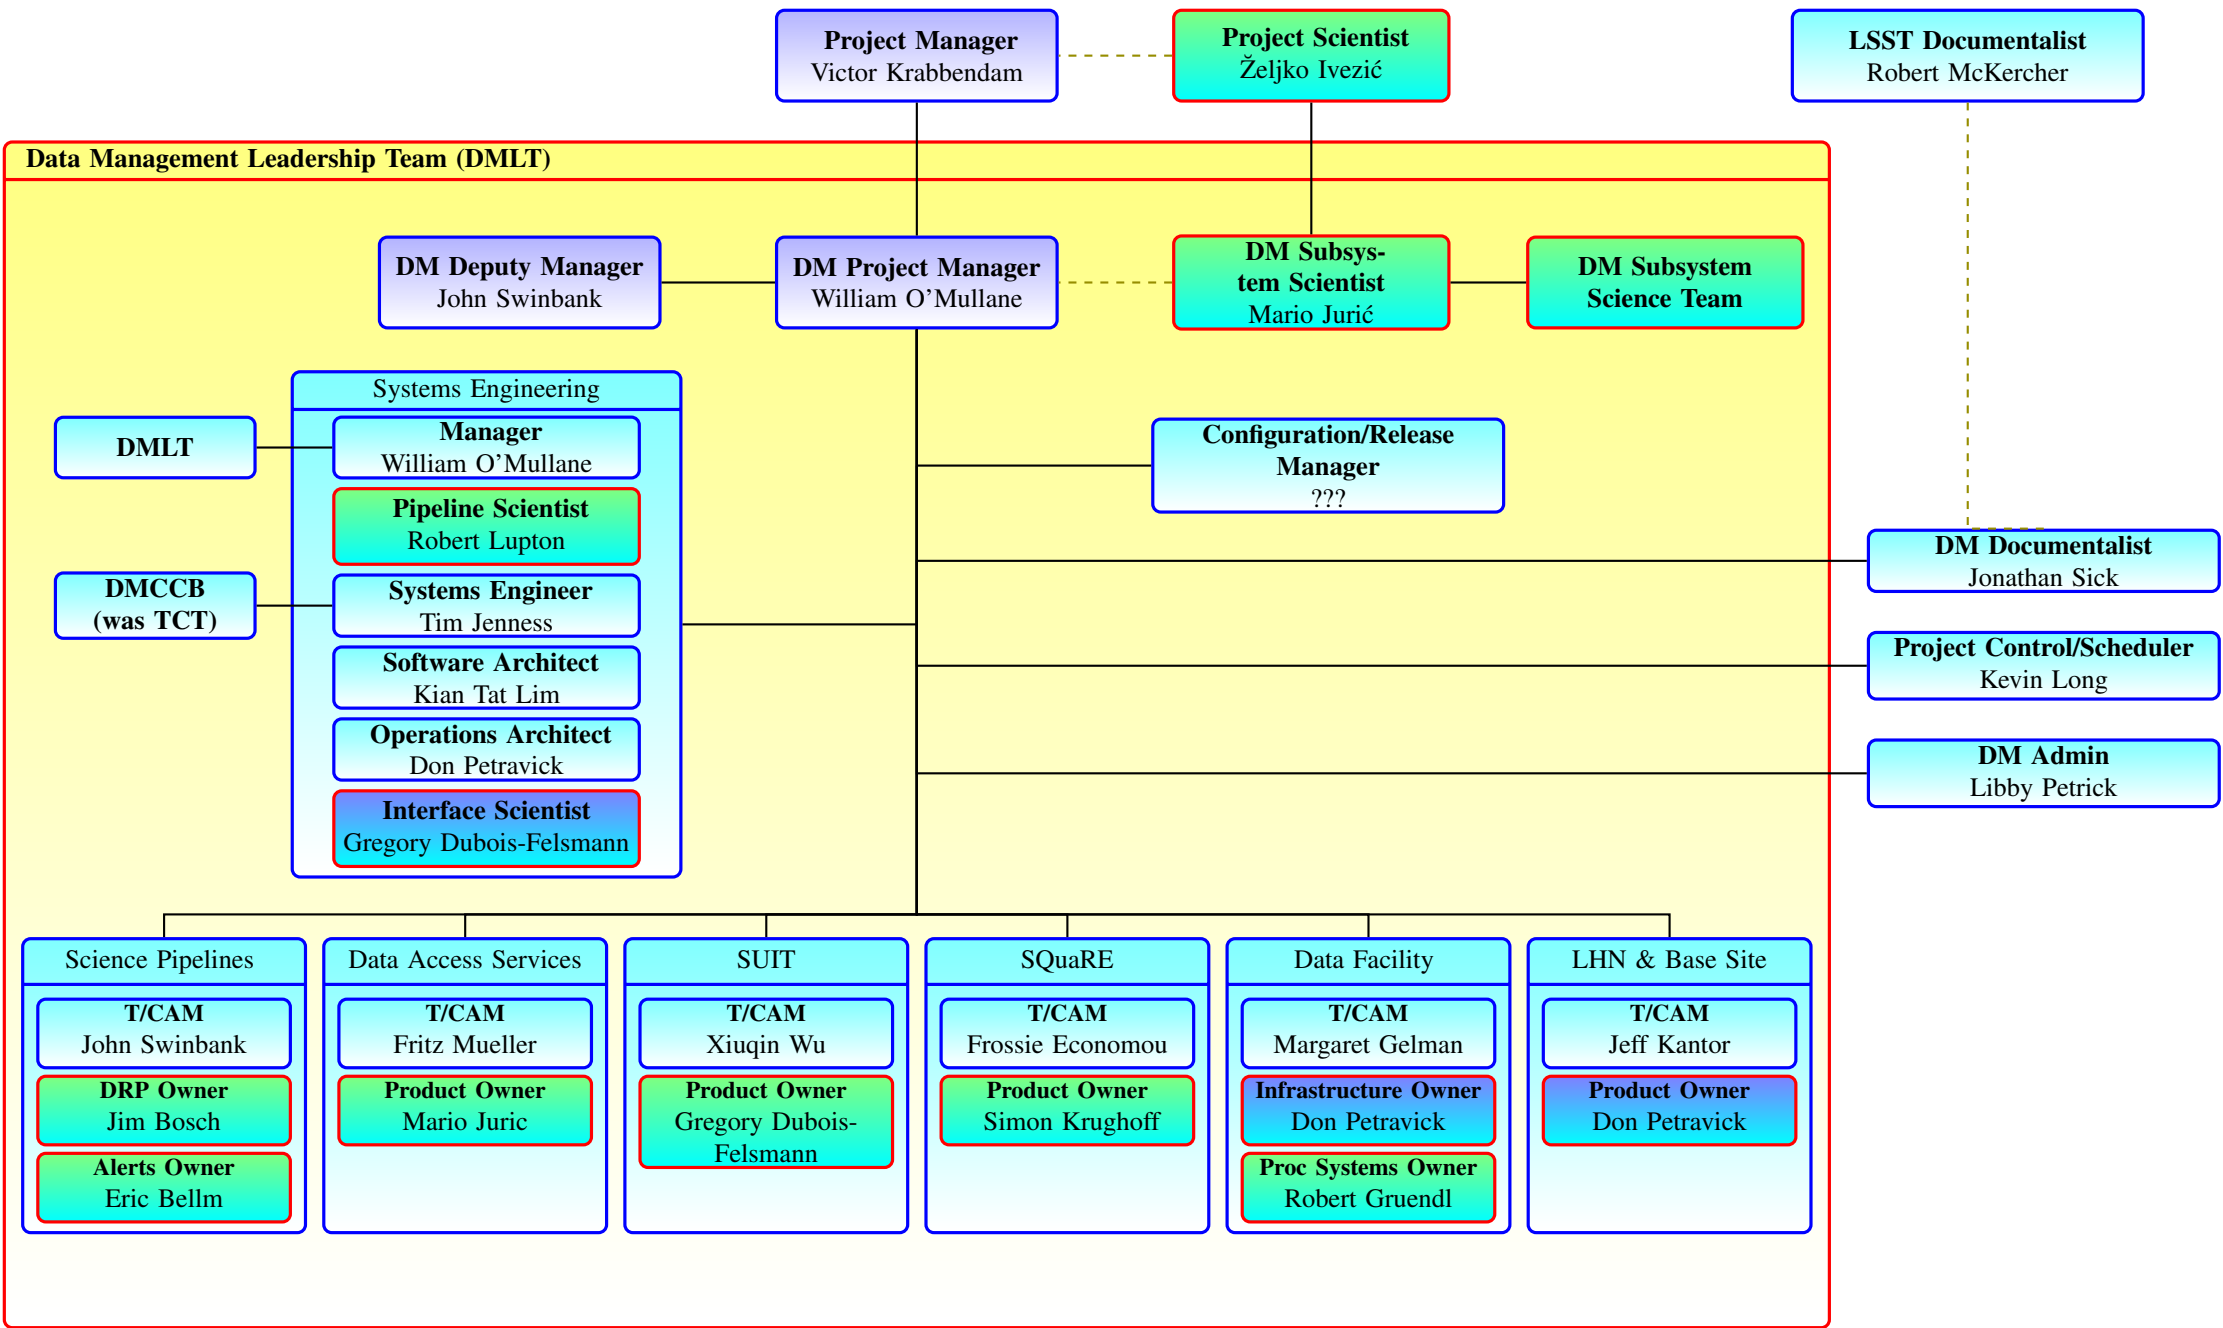 Project Manager
Victor Krabbendam
Project Scientist
Željko Ivezić
LSST Documentalist
Robert McKercher
Data Management Leadership Team (DMLT)
DM Deputy Manager
John Swinbank
DM Project Manager
William O'Mullane
DM Subsys-
tem Scientist
Mario Jurić
DM Subsystem
Science Team
Systems Engineering
DMLT
Manager
William O'Mullane
Pipeline Scientist
Robert Lupton
DMCCB
(was TCT)
Systems Engineer
Tim Jenness
Software Architect
Kian Tat Lim
Operations Architect
Don Petravick
Interface Scientist
Gregory Dubois-Felsmann
Configuration/Release
Manager
???
DM Documentalist
Jonathan Sick
Project Control/Scheduler
Kevin Long
DM Admin
Libby Petrick
Science Pipelines
T/CAM
John Swinbank
DRP Owner
Jim Bosch
Alerts Owner
Eric Bellm
Data Access Services
T/CAM
Fritz Mueller
Product Owner
Mario Juric
SUIT
T/CAM
Xiuqin Wu
Product Owner
Gregory Dubois-
Felsmann
SQuaRE
T/CAM
Frossie Economou
Product Owner
Simon Krughoff
Data Facility
T/CAM
Margaret Gelman
Infrastructure Owner
Don Petravick
Proc Systems Owner
Robert Gruendl
LHN & Base Site
T/CAM
Jeff Kantor
Product Owner
Don Petravick